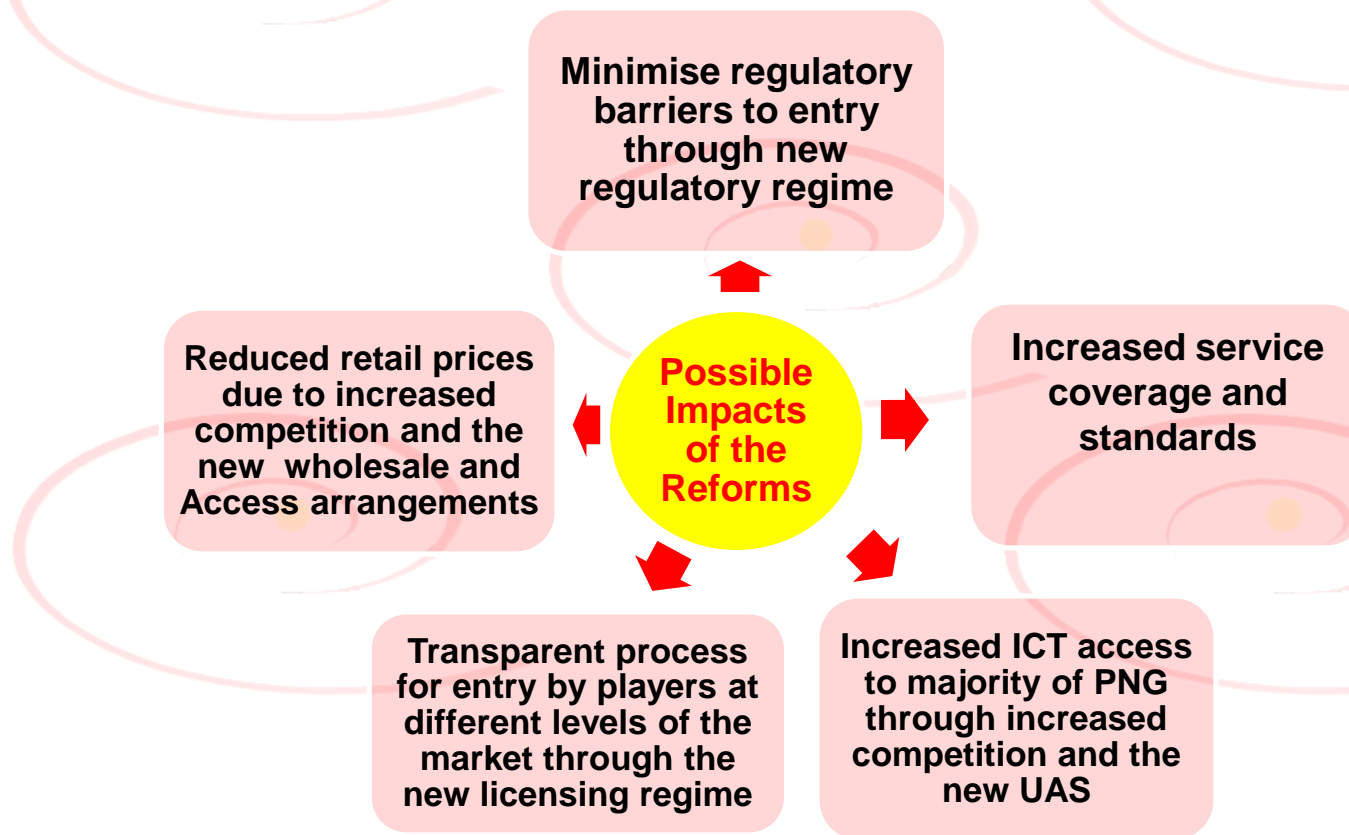 Minimise regulatory
barriers to entry
through new
regulatory regime
Reduced retail prices
due to increased
competition and the
new wholesale and
Access arrangements
Possible
Impacts
of the
Reforms
Increased service
coverage and
standards
Transparent process
for entry by players at
different levels of the
market through the
new licensing regime
Increased ICT access
to majority of PNG
through increased
competition and the
new UAS